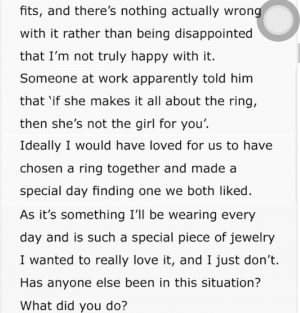 fits, and there’s nothing actually wrong
with it rather than being disappointed
that I’m not truly happy with it.
Someone at work apparently told him
that ‘if she makes it all about the ring,
then she’s not the girl for you’.
Ideally I would have loved for us to have
chosen a ring together and made a
special day finding one we both liked.
As it’s something I’ll be wearing every
day and is such a special piece of jewelry
I wanted to really love it, and I just don’t.
Has anyone else been in this situation?
What did you do?